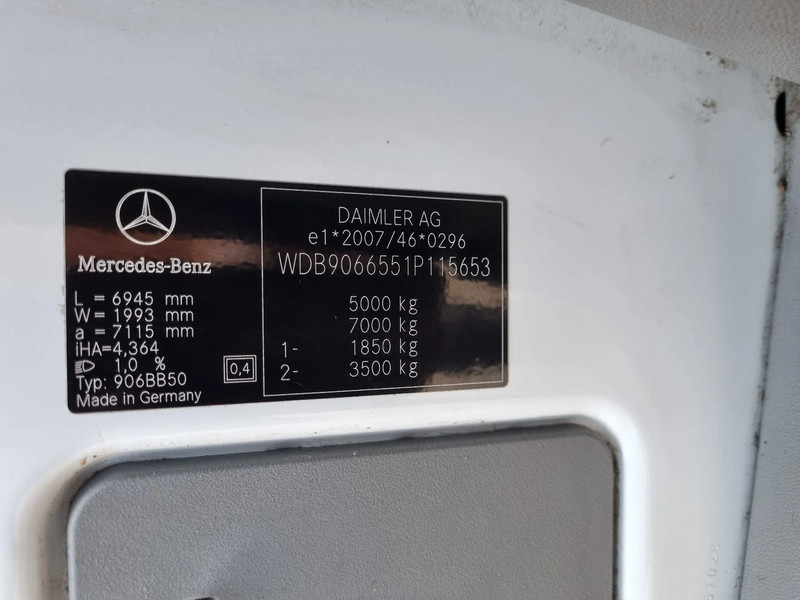 Mercedes-Benz
L = 6945 mm
W = 1993 mm
a = 7115 mm
iHA=4,364
1,0 %
Typ: 906BB50
Made in Germany
0,4
DAIMLER AG
e1*2007/46*0296
WDB9066551P115653
5000 kg
7000 kg
1- 1850 kg
2- 3500 kg